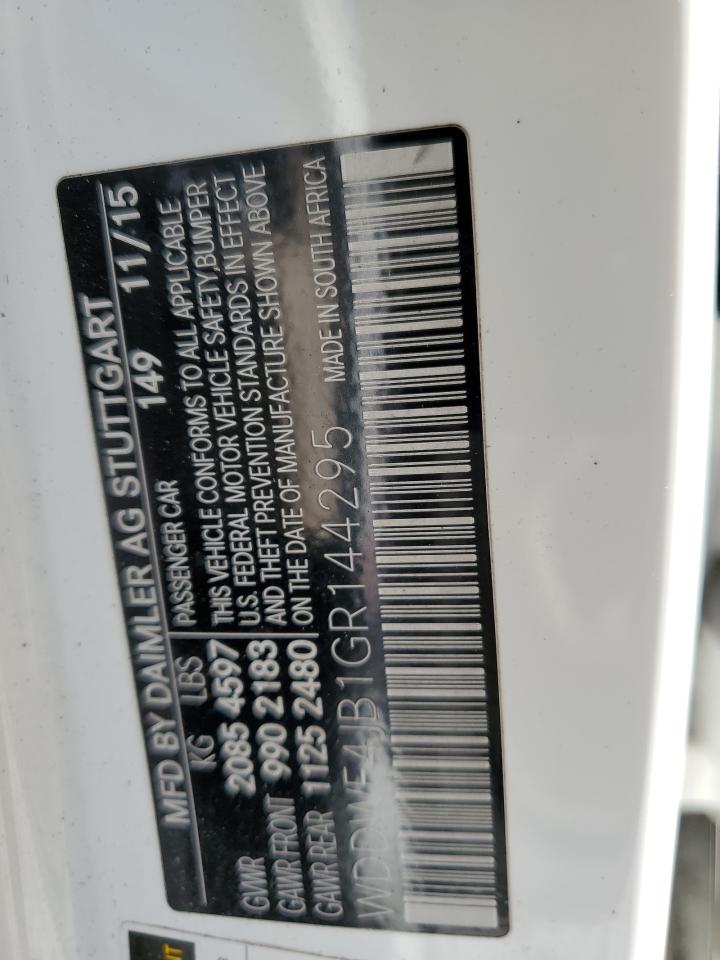 MFD BY DAIMLER AG STUTTGART
149 11/15
KG LBS
PASSENGER CAR
GVWR 2085 4597
GAWR FRONT 990 2183
GAWR REAR 1125 2480
THIS VEHICLE CONFORMS TO ALL APPLICABLE
U.S. FEDERAL MOTOR VEHICLE SAFETY, BUMPER
AND THEFT PREVENTION STANDARDS IN EFFECT
ON THE DATE OF MANUFACTURE SHOWN ABOVE
WDDWF4JB1GR144295 MADE IN SOUTH AFRICA